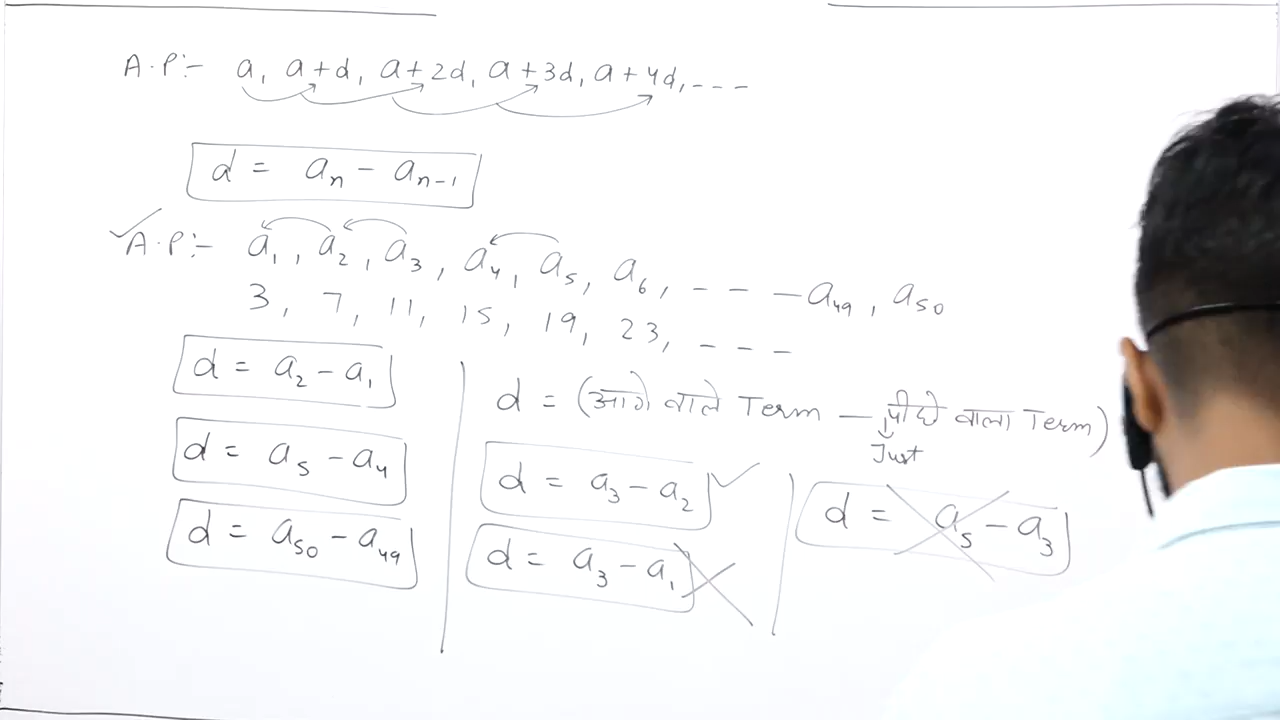 A.P:- a, a+d, a+2d, a+3d, a+4d, ---
d = aₙ - aₙ₋₁
A.P:- a₁, a₂, a₃, a₄, a₅, a₆, --- a₄₉, a₅₀
3, 7, 11, 15, 19, 23, ---
d = a₂ - a₁
d = a₅ - a₄
d = a₅₀ - a₄₉
d = (आगे वाले Term - पीछे वाला Term)
Just
d = a₃ - a₂ ✓
d = a₃ - a₁
d = a₅ - a₃